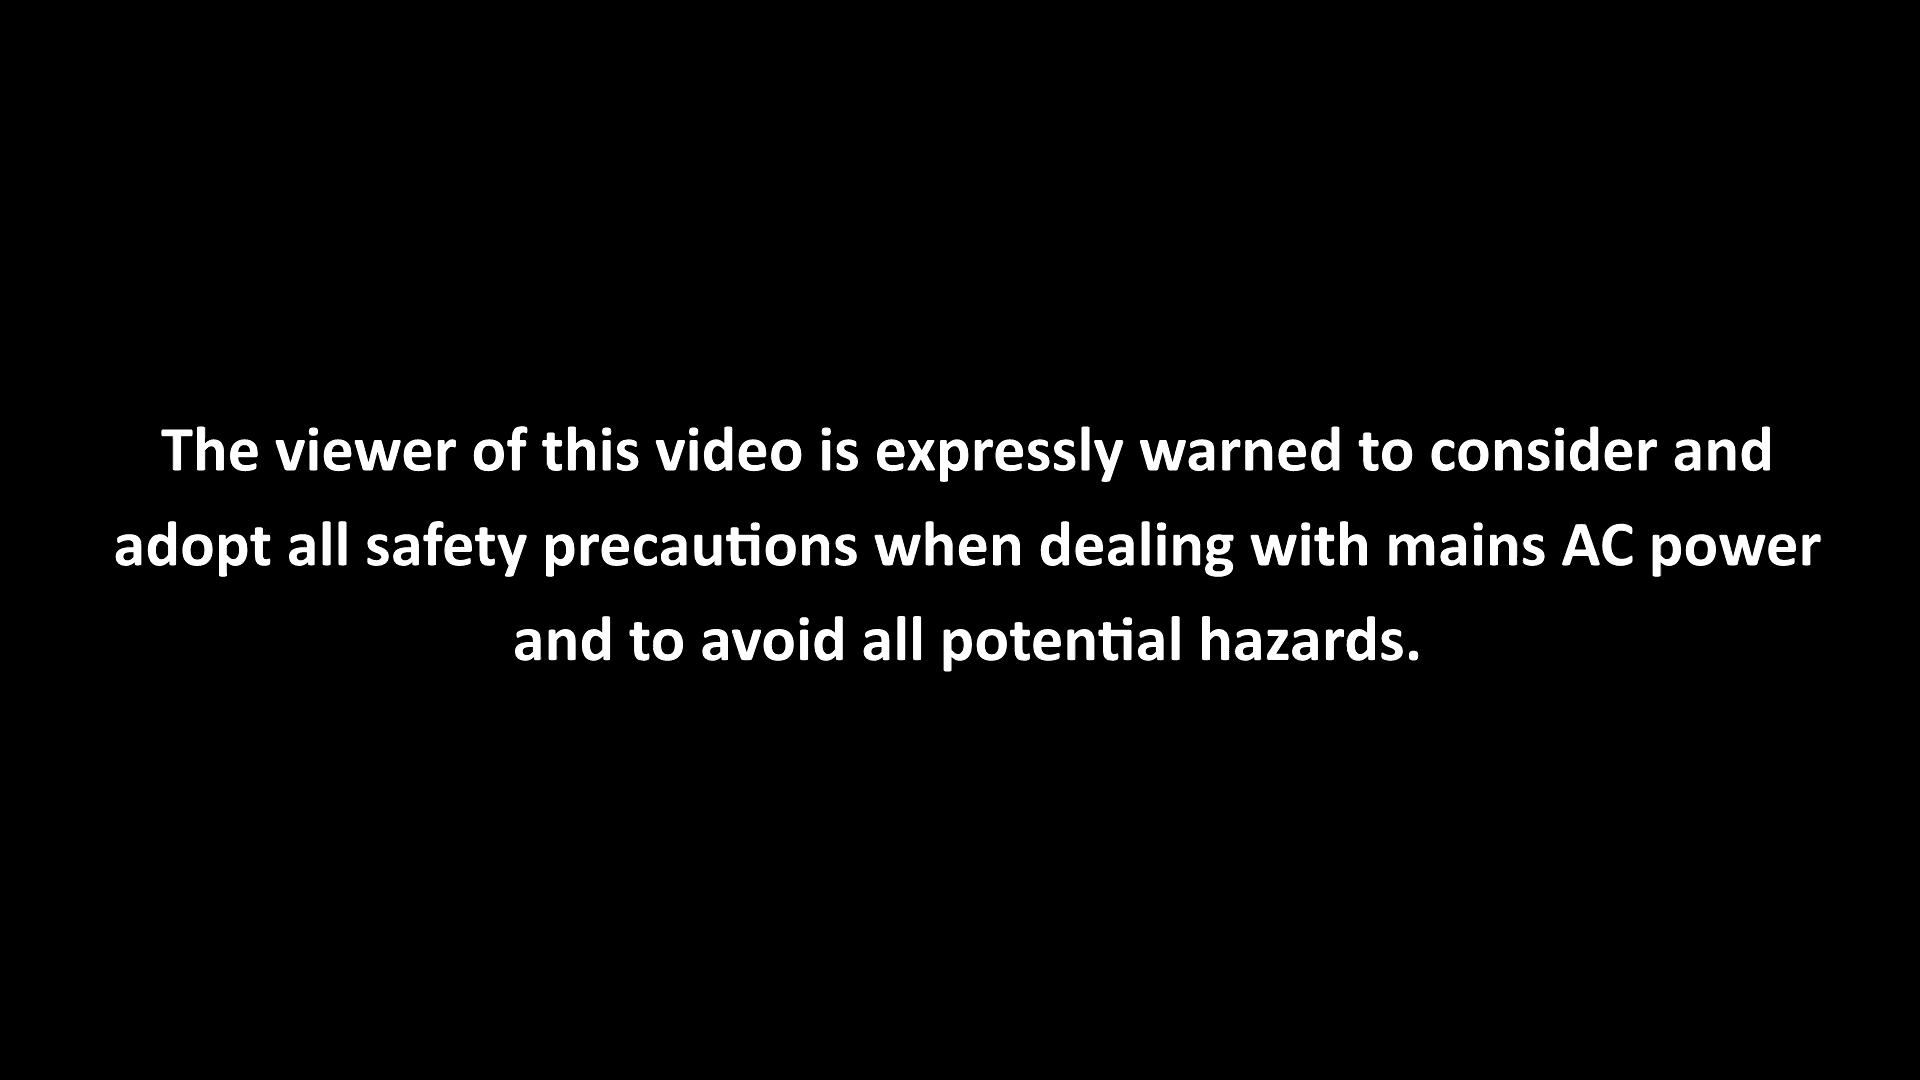 The viewer of this video is expressly warned to consider and
adopt all safety precautions when dealing with mains AC power
and to avoid all potential hazards.